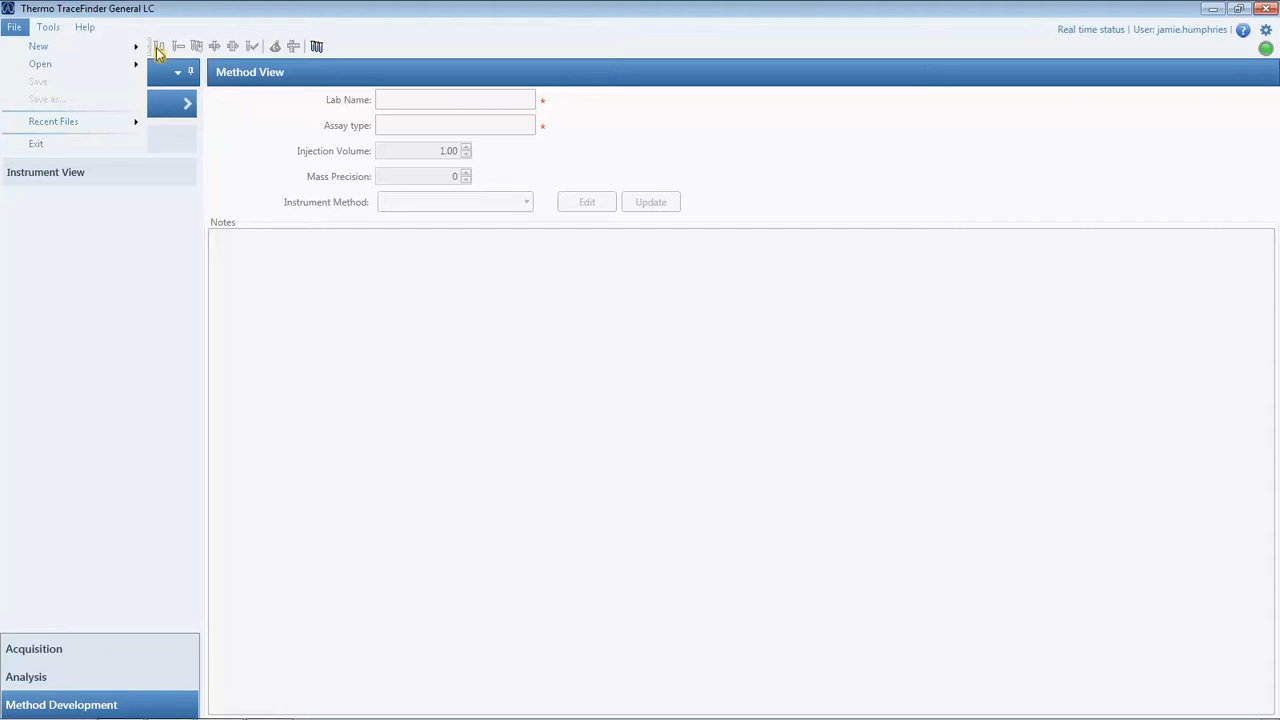 Thermo TraceFinder General LC
File Tools Help
Real time status | User: jamie.humphries
New
Open
Save
Save as...
Recent Files
Exit
Instrument View
Method View
Lab Name: *
Assay type: *
Injection Volume: 1.00
Mass Precision: 0
Instrument Method: Edit Update
Notes
Acquisition
Analysis
Method Development